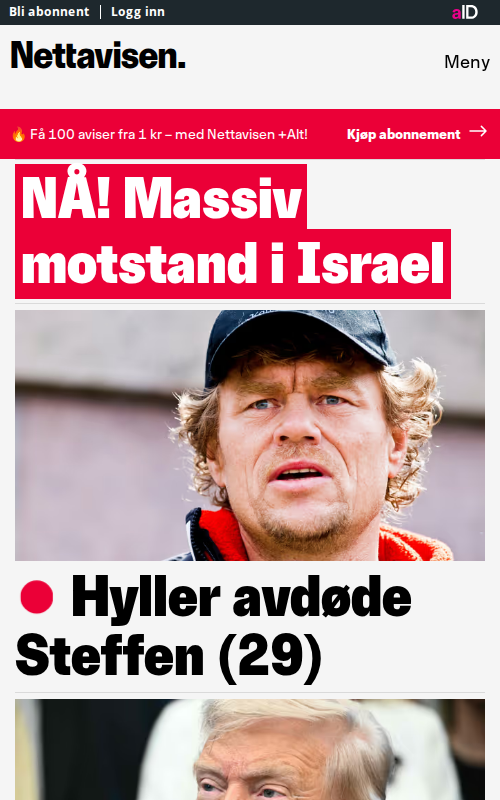 Bli abonnent | Logg inn
aID
Nettavisen.
Meny
🔥 Få 100 aviser fra 1 kr – med Nettavisen +Alt!
Kjøp abonnement →
NÅ! Massiv
motstand i Israel
Hyller avdøde
Steffen (29)